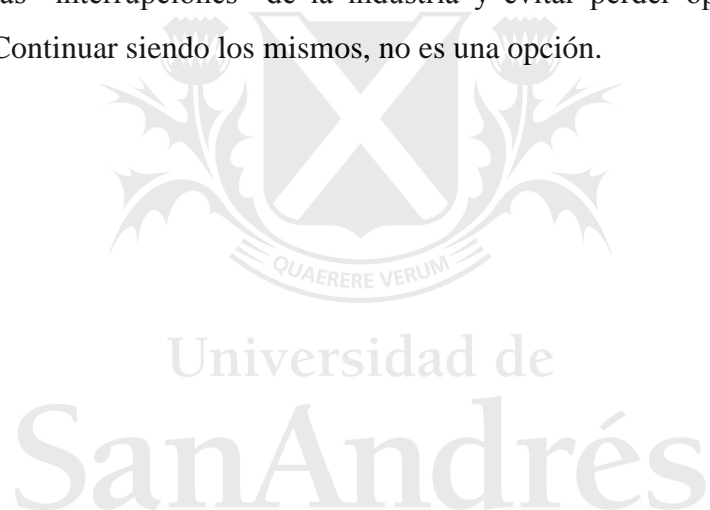 interrupciones de la industria y evitar perder
Continuar siendo los mismos, no es una opción.
QUAERERE VERUM
Universidad de
SanAndrés